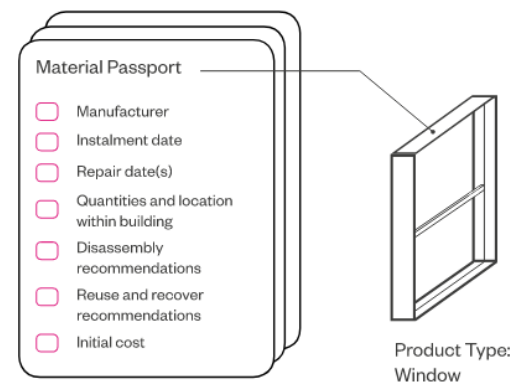 Material Passport
Manufacturer
Instalment date
Repair date(s)
Quantities and location
within building
Disassembly
recommendations
Reuse and recover
recommendations
Initial cost
Product Type:
Window